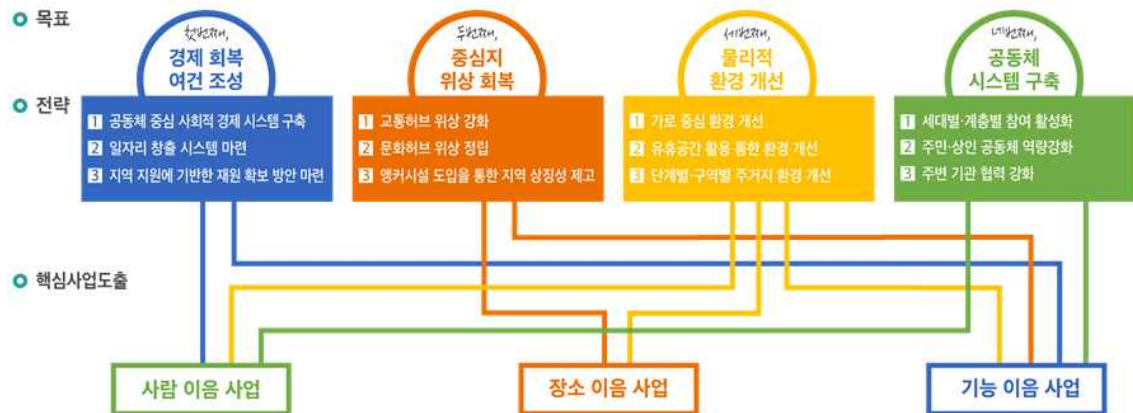 목표
첫번째,
경제 회복
여건 조성
두번째,
중심지
위상 회복
세번째,
물리적
환경 개선
네번째,
공동체
시스템 구축
전략
1 공동체 중심 사회적 경제 시스템 구축
2 일자리 창출 시스템 마련
3 지역 지원에 기반한 재원 확보 방안 마련
1 교통허브 위상 강화
2 문화허브 위상 정립
3 앵커시설 도입을 통한 지역 상징성 제고
1 가로 중심 환경 개선
2 유휴공간 활용 통한 환경 개선
3 단계별·구역별 주거지 환경 개선
1 세대별·계층별 참여 활성화
2 주민·상인 공동체 역량강화
3 주변 기관 협력 강화
핵심사업도출
사람 이음 사업
장소 이음 사업
기능 이음 사업